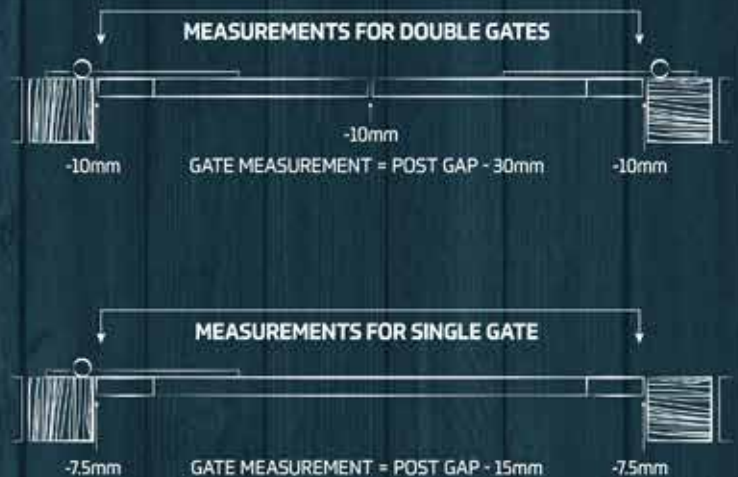 MEASUREMENTS FOR DOUBLE GATES
-10mm
-10mm GATE MEASUREMENT = POST GAP - 30mm -10mm
MEASUREMENTS FOR SINGLE GATE
-7.5mm GATE MEASUREMENT = POST GAP - 15mm -7.5mm